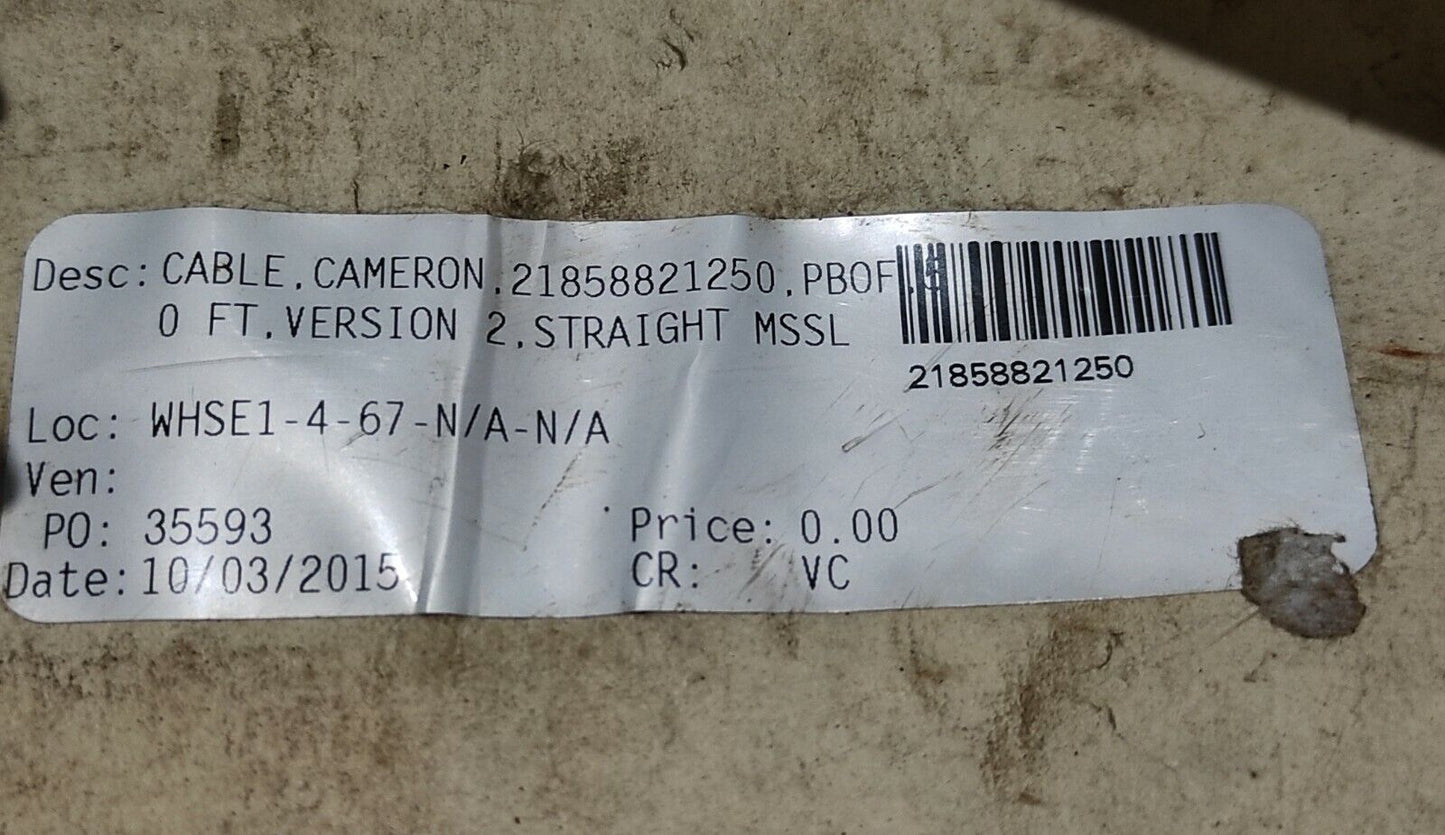 Desc: CABLE,CAMERON,21858821250,PBOF,
0 FT,VERSION 2,STRAIGHT MSSL
21858821250
Loc: WHSE1-4-67-N/A-N/A
Ven:
PO: 35593
Price: 0.00
Date: 10/03/2015
CR: VC